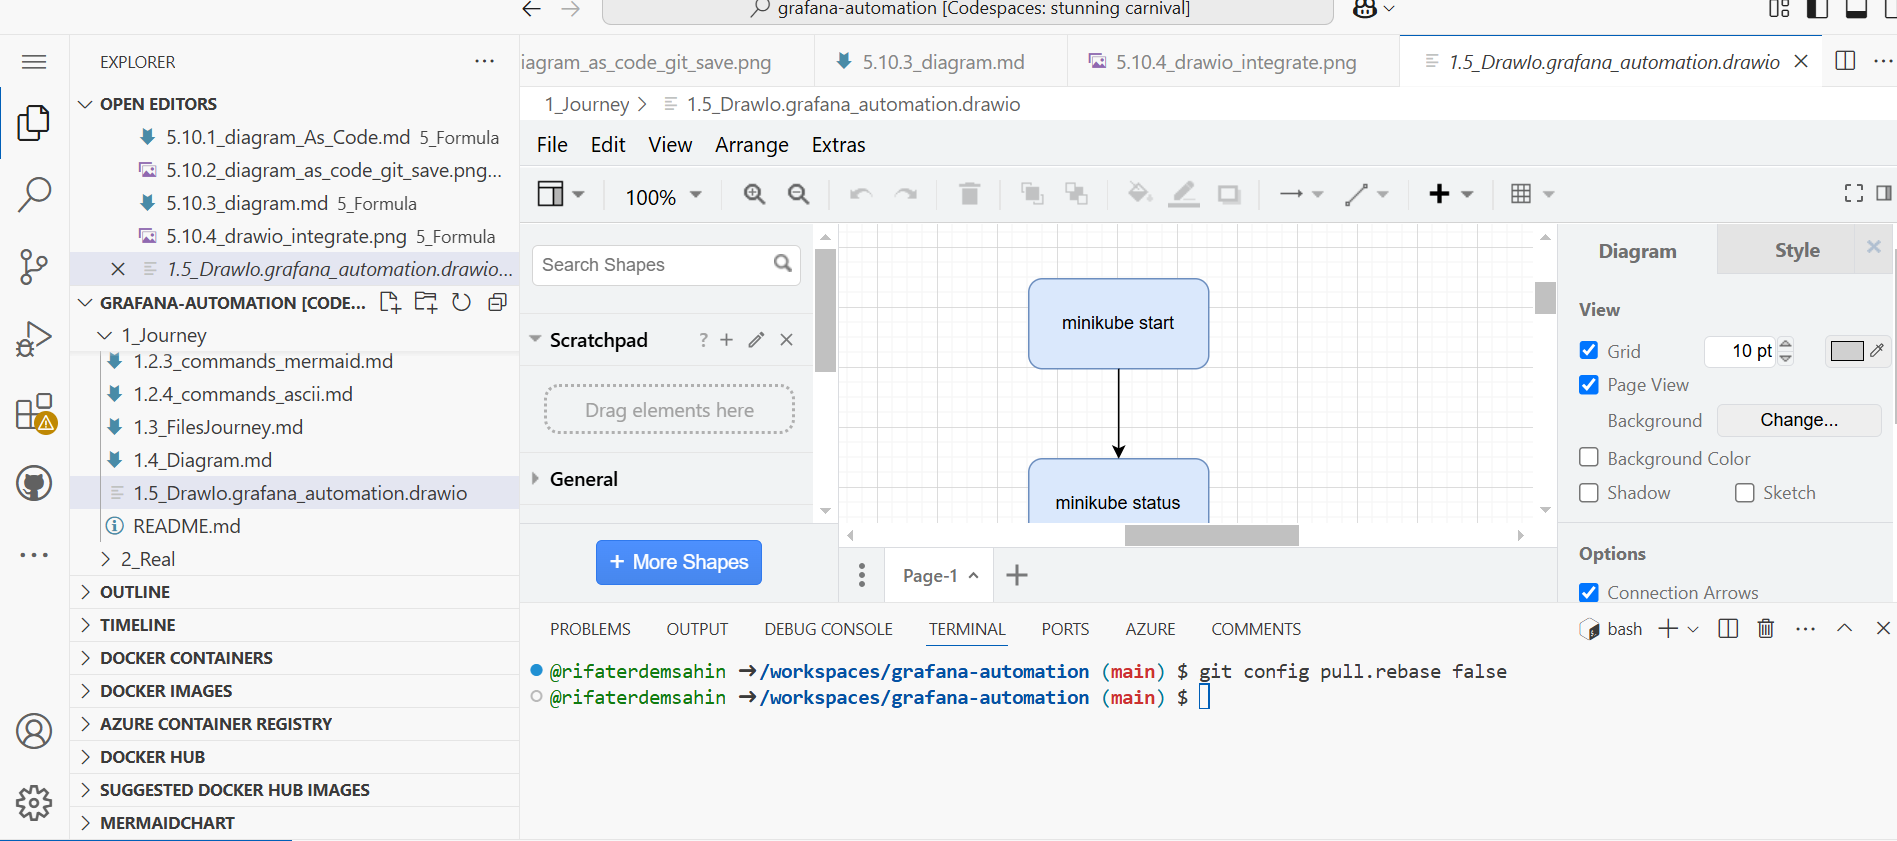 grafana-automation [Codespaces: stunning carnival]
EXPLORER
OPEN EDITORS
5.10.1_diagram_As_Code.md 5_Formula
5.10.2_diagram_as_code_git_save.png...
5.10.3_diagram.md 5_Formula
5.10.4_drawio_integrate.png 5_Formula
1.5_DrawIo.grafana_automation.drawio...
GRAFANA-AUTOMATION [CODE...
1_Journey
1.2.3_commands_mermaid.md
1.2.4_commands_ascii.md
1.3_FilesJourney.md
1.4_Diagram.md
1.5_DrawIo.grafana_automation.drawio
README.md
2_Real
OUTLINE
TIMELINE
DOCKER CONTAINERS
DOCKER IMAGES
AZURE CONTAINER REGISTRY
DOCKER HUB
SUGGESTED DOCKER HUB IMAGES
MERMAIDCHART
iagram_as_code_git_save.png
5.10.3_diagram.md
5.10.4_drawio_integrate.png
1.5_DrawIo.grafana_automation.drawio
1_Journey > 1.5_DrawIo.grafana_automation.drawio
File Edit View Arrange Extras
100%
Search Shapes
Scratchpad ?
Drag elements here
General
+ More Shapes
minikube start
minikube status
Page-1
Diagram
Style
View
Grid 10 pt
Page View
Background Change...
Background Color
Shadow Sketch
Options
Connection Arrows
PROBLEMS OUTPUT DEBUG CONSOLE TERMINAL PORTS AZURE COMMENTS
bash
@rifaterdemsahin ➜/workspaces/grafana-automation (main) $ git config pull.rebase false
@rifaterdemsahin ➜/workspaces/grafana-automation (main) $